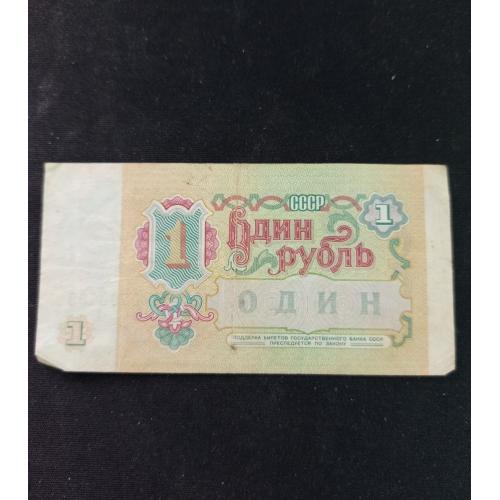 СССР
1
1
Один
рубль
ОДИН
1
ПОДДЕЛКА БИЛЕТОВ ГОСУДАРСТВЕННОГО БАНКА СССР
ПРЕСЛЕДУЕТСЯ ПО ЗАКОНУ